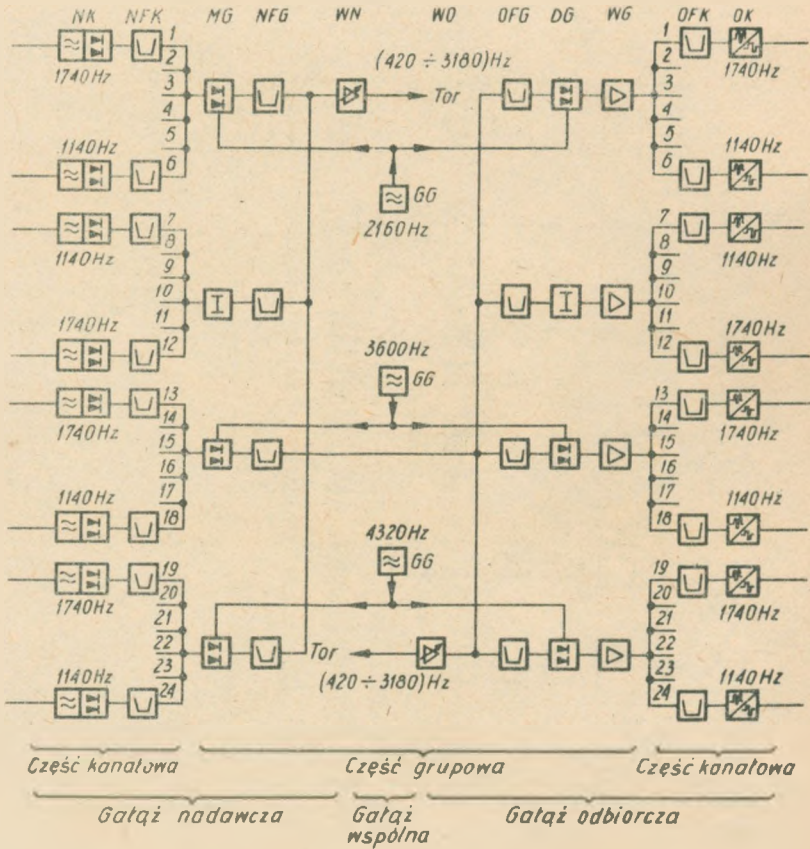 NK NFK MG NFG WN WO OFG DG WG OFK OK
1 1
1740Hz 2 (420 ÷ 3180)Hz 2 1740Hz
3 Tor 3
4 4
1140Hz 5 5 1140Hz
6 GG 6
2160Hz
7 7
1140Hz 8 8 1140Hz
9 9
10 10
1740Hz 11 11 1740Hz
12 3600Hz 12
GG
13 13
1740Hz 14 14 1740Hz
15 15
16 16
1140Hz 17 17 1140Hz
18 4320Hz 18
GG
19 19
1740Hz 20 20 1740Hz
21 21
22 Tor 22
1140Hz 23 (420 ÷ 3180)Hz 23 1140Hz
24 24
Część kanałowa Część grupowa Część kanałowa
Gałąź nadawcza Gałąź wspólna Gałąź odbiorcza